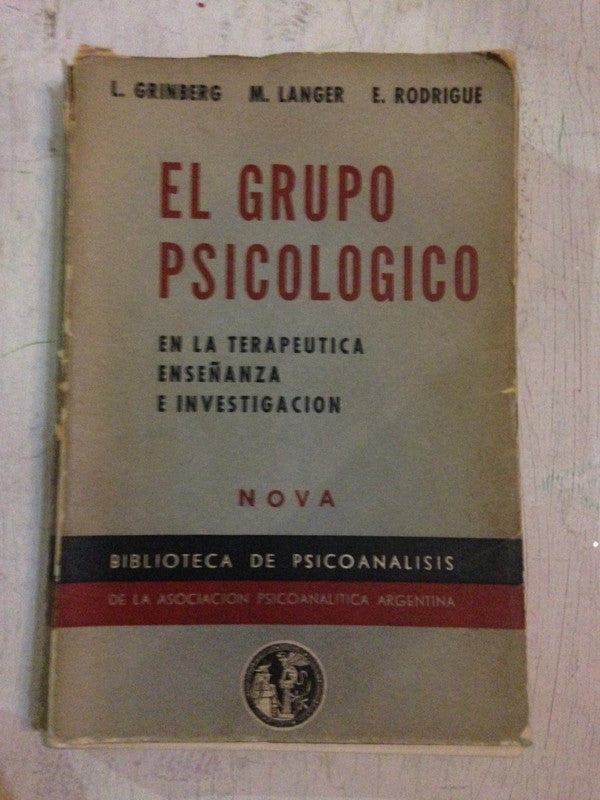 L. GRINBERG M. LANGER E. RODRIGUE
EL GRUPO
PSICOLOGICO
EN LA TERAPEUTICA
ENSEÑANZA
E INVESTIGACION
NOVA
BIBLIOTECA DE PSICOANALISIS
DE LA ASOCIACION PSICOANALITICA ARGENTINA